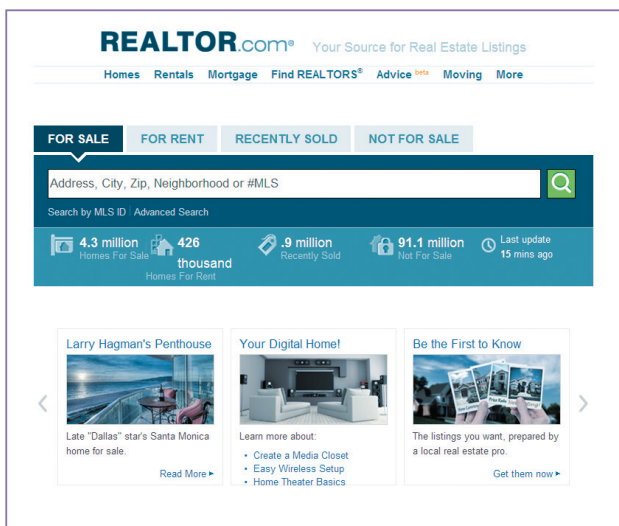 REALTOR.com® Your Source for Real Estate Listings
Homes Rentals Mortgage Find REALTORS® Advice beta Moving More
FOR SALE FOR RENT RECENTLY SOLD NOT FOR SALE
Address, City, Zip, Neighborhood or #MLS
Search by MLS ID | Advanced Search
4.3 million
Homes For Sale
426
thousand
Homes For Rent
.9 million
Recently Sold
91.1 million
Not For Sale
Last update
15 mins ago
Larry Hagman's Penthouse
Late "Dallas" star's Santa Monica
home for sale.
Read More ▸
Your Digital Home!
Learn more about:
• Create a Media Closet
• Easy Wireless Setup
• Home Theater Basics
Be the First to Know
The listings you want, prepared by
a local real estate pro.
Get them now ▸